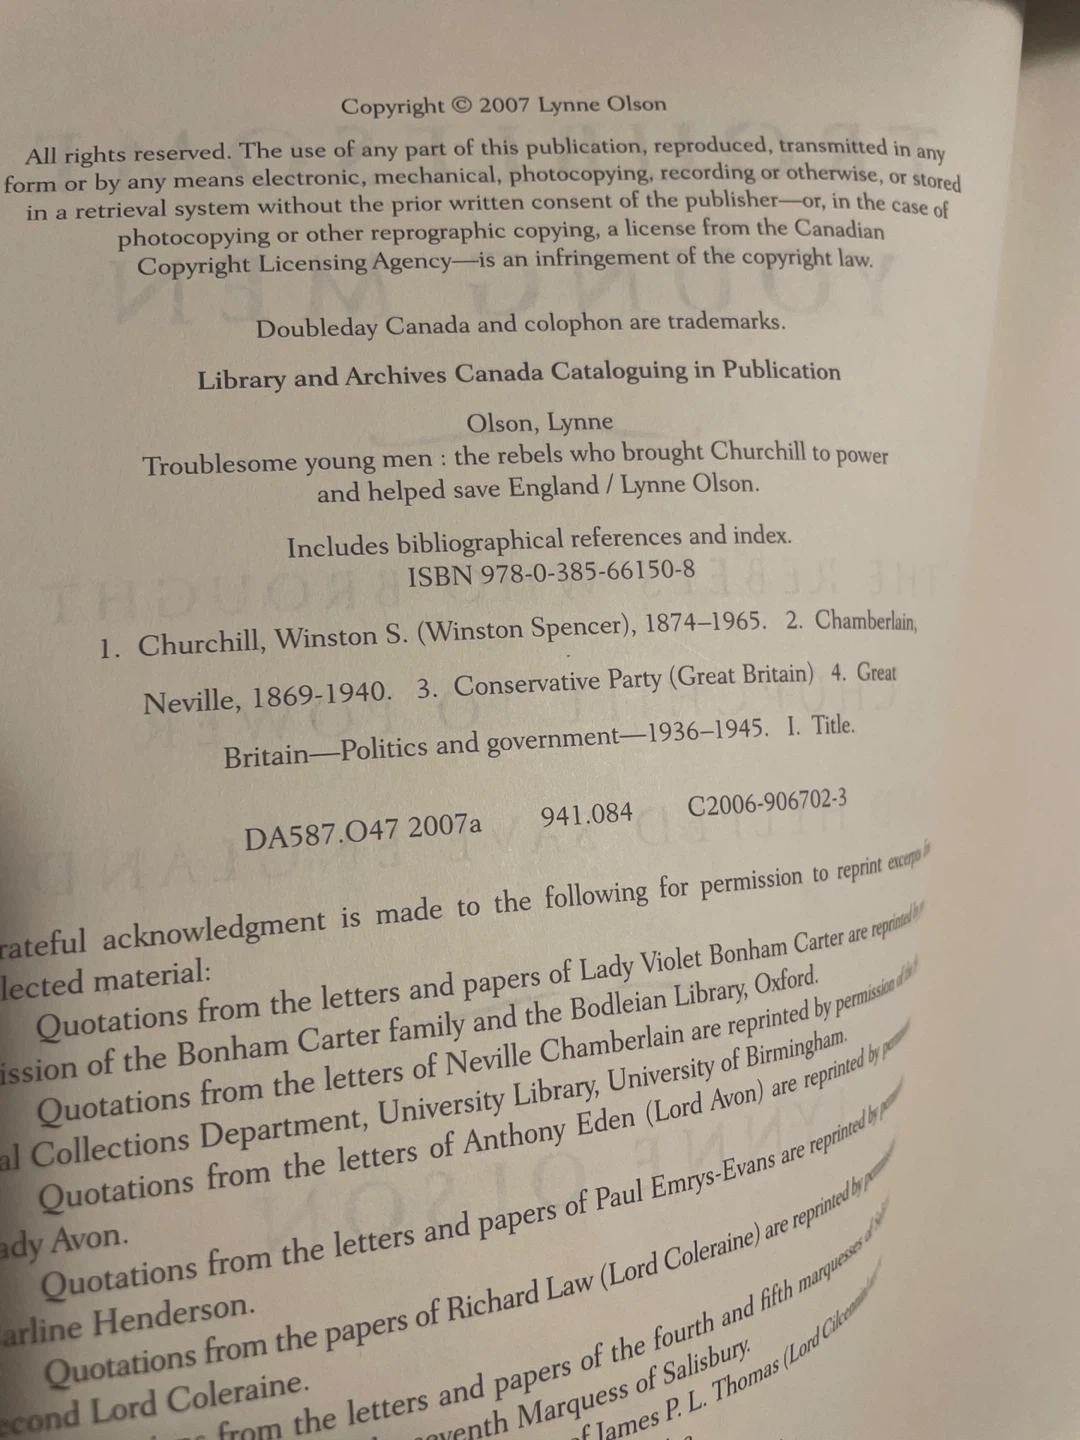 Copyright © 2007 Lynne Olson
All rights reserved. The use of any part of this publication, reproduced, transmitted in any
form or by any means electronic, mechanical, photocopying, recording or otherwise, or stored
in a retrieval system without the prior written consent of the publisher—or, in the case of
photocopying or other reprographic copying, a license from the Canadian
Copyright Licensing Agency—is an infringement of the copyright law.
Doubleday Canada and colophon are trademarks.
Library and Archives Canada Cataloguing in Publication
Olson, Lynne
Troublesome young men : the rebels who brought Churchill to power
and helped save England / Lynne Olson.
Includes bibliographical references and index.
ISBN 978-0-385-66150-8
1. Churchill, Winston S. (Winston Spencer), 1874–1965. 2. Chamberlain,
Neville, 1869-1940. 3. Conservative Party (Great Britain) 4. Great
Britain—Politics and government—1936–1945. I. Title.
DA587.O47 2007a 941.084 C2006-906702-3
rateful acknowledgment is made to the following for permission to reprint
lected material:
Quotations from the letters and papers of Lady Violet Bonham Carter are reprinted
ission of the Bonham Carter family and the Bodleian Library, Oxford.
Quotations from the letters of Neville Chamberlain are reprinted by permission
al Collections Department, University Library, University of Birmingham.
Quotations from the letters of Anthony Eden (Lord Avon) are reprinted by
ady Avon.
Quotations from the letters and papers of Paul Emrys-Evans are reprinted by
arline Henderson.
Quotations from the papers of Richard Law (Lord Coleraine) are reprinted by
econd Lord Coleraine.
from the letters and papers of the fourth and fifth marquesses
eventh Marquess of Salisbury.
f James P. L. Thomas (Lord